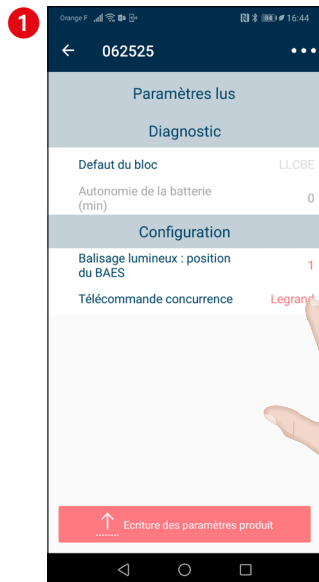 1
Orange F 84 16:44
062525
Paramètres lus
Diagnostic
Defaut du bloc LLCBE
Autonomie de la batterie
(min) 0
Configuration
Balisage lumineux : position
du BAES 1
Télécommande concurrence Legrand
Ecriture des paramètres produit